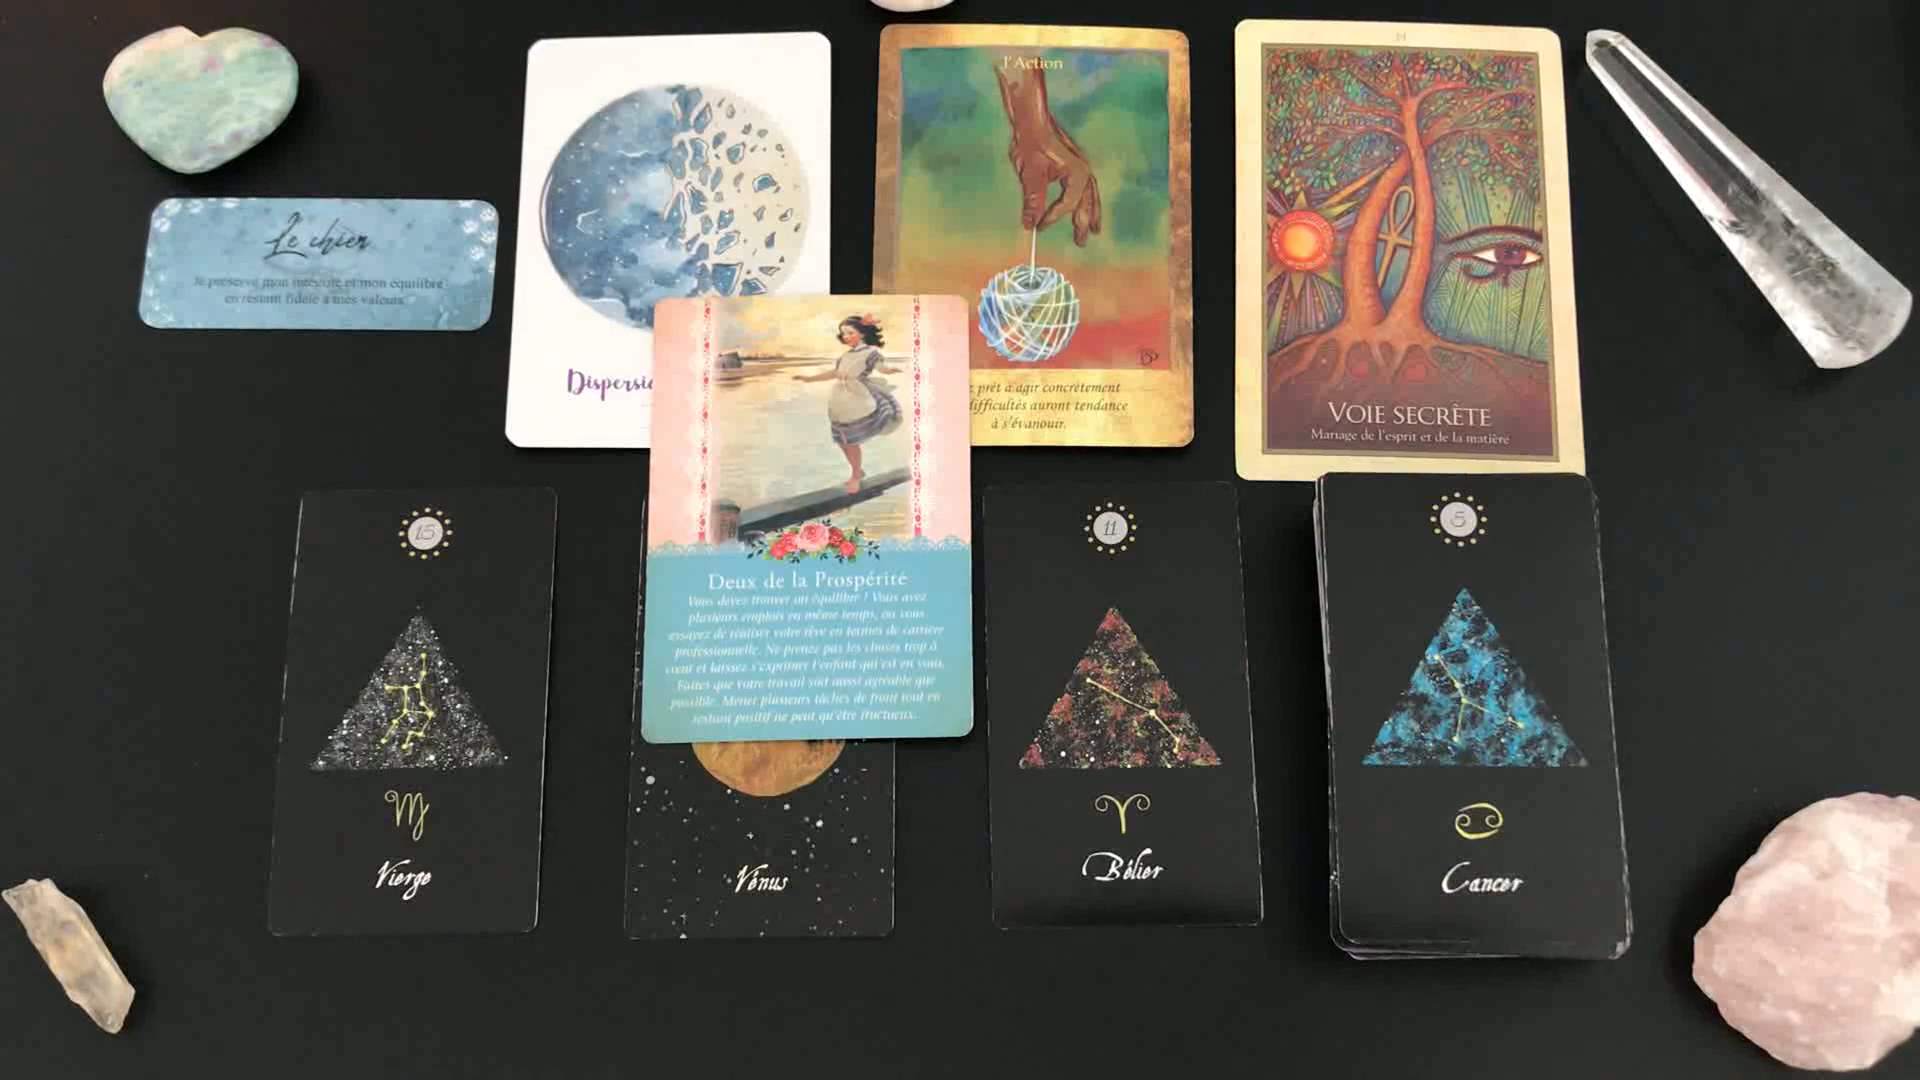 Le chien
Je préserve mon intégrité et mon équilibre
en restant fidèle à mes valeurs.
l'Action
prêt à agir concrètement
difficultés auront tendance
à s'évanouir.
VOIE SECRÈTE
Mariage de l'esprit et de la matière
Deux de la Prospérité
Vous devez trouver un équilibre ! Vous avez
plusieurs emplois en même temps, ou vous
essayez de réaliser votre rêve en termes de carrière
professionnelle. Ne prenez pas les choses trop à
cœur et laissez s'exprimer l'enfant qui est en vous.
Faites que votre travail soit aussi agréable que
possible. Mener plusieurs tâches de front tout en
restant positif ne peut qu'être fructueux.
15
Vierge
Vénus
11
Bélier
5
Cancer